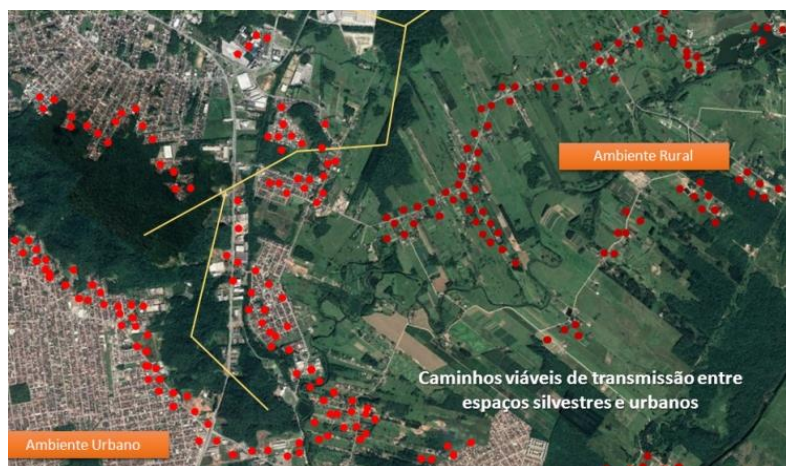 Ambiente Rural
Caminhos viáveis de transmissão entre
espaços silvestres e urbanos
Ambiente Urbano